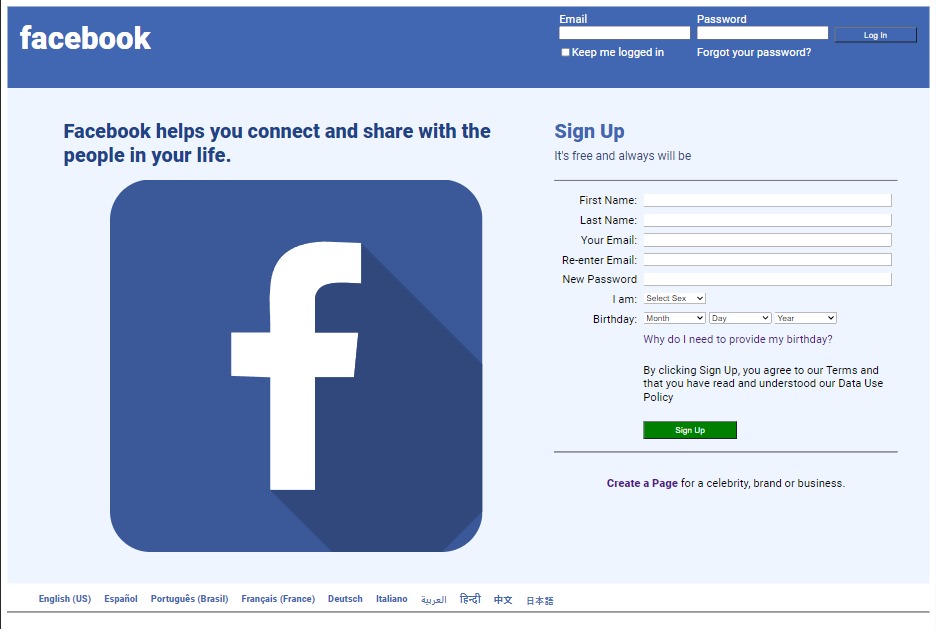 facebook
Email
Password
Log In
Keep me logged in
Forgot your password?
Facebook helps you connect and share with the
people in your life.
f
Sign Up
It's free and always will be
First Name:
Last Name:
Your Email:
Re-enter Email:
New Password
I am: Select Sex
Birthday: Month Day Year
Why do I need to provide my birthday?
By clicking Sign Up, you agree to our Terms and
that you have read and understood our Data Use
Policy
Sign Up
Create a Page for a celebrity, brand or business.
English (US) Español Português (Brasil) Français (France) Deutsch Italiano العربية हिन्दी 中文 日本語